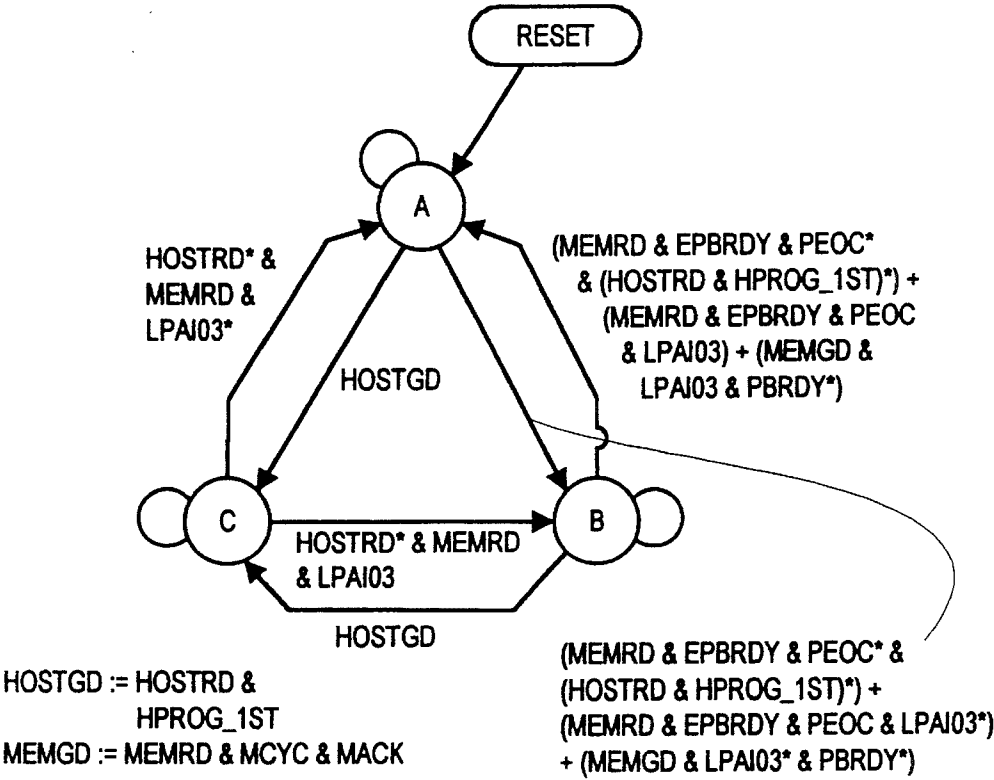 RESET
A
HOSTRD* &
MEMRD &
LPAI03*
(MEMRD & EPBRDY & PEOC*
& (HOSTRD & HPROG_1ST)*) +
(MEMRD & EPBRDY & PEOC
& LPAI03) + (MEMGD &
LPAI03 & PBRDY*)
HOSTGD
C
B
HOSTRD* & MEMRD
& LPAI03
HOSTGD
HOSTGD := HOSTRD &
HPROG_1ST
MEMGD := MEMRD & MCYC & MACK
(MEMRD & EPBRDY & PEOC* &
(HOSTRD & HPROG_1ST)*) +
(MEMRD & EPBRDY & PEOC & LPAI03*)
+ (MEMGD & LPAI03* & PBRDY*)